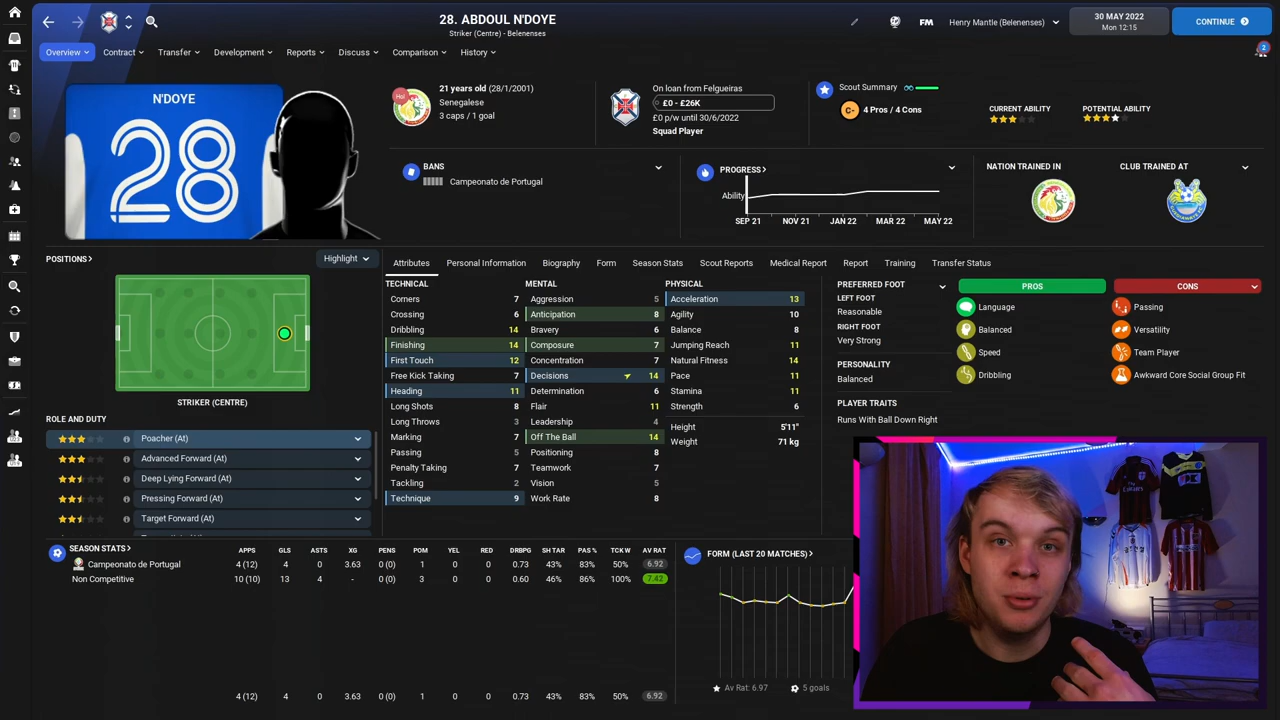 28. ABDOUL N'DOYE
Striker (Centre) - Belenenses
FM
Henry Mantle (Belenenses)
30 MAY 2022
Mon 12:15
CONTINUE
Overview
Contract
Transfer
Development
Reports
Discuss
Comparison
History
2
N'DOYE
28
Hol
21 years old (28/1/2001)
Senegalese
3 caps / 1 goal
On loan from Felgueiras
£0 - £26K
£0 p/w until 30/6/2022
Squad Player
Scout Summary
C-
4 Pros / 4 Cons
CURRENT ABILITY
POTENTIAL ABILITY
BANS
Campeonato de Portugal
PROGRESS
Ability
SEP 21
NOV 21
JAN 22
MAR 22
MAY 22
NATION TRAINED IN
CLUB TRAINED AT
POSITIONS
Highlight
STRIKER (CENTRE)
ROLE AND DUTY
Poacher (At)
Advanced Forward (At)
Deep Lying Forward (At)
Pressing Forward (At)
Target Forward (At)
Attributes
Personal Information
Biography
Form
Season Stats
Scout Reports
Medical Report
Report
Training
Transfer Status
TECHNICAL
Corners 7
Crossing 6
Dribbling 14
Finishing 14
First Touch 12
Free Kick Taking 7
Heading 11
Long Shots 8
Long Throws 3
Marking 7
Passing 5
Penalty Taking 7
Tackling 2
Technique 9
MENTAL
Aggression 5
Anticipation 8
Bravery 6
Composure 7
Concentration 7
Decisions 14
Determination 6
Flair 11
Leadership 4
Off The Ball 14
Positioning 8
Teamwork 7
Vision 5
Work Rate 8
PHYSICAL
Acceleration 13
Agility 10
Balance 8
Jumping Reach 11
Natural Fitness 14
Pace 11
Stamina 11
Strength 6
Height 5'11"
Weight 71 kg
PREFERRED FOOT
LEFT FOOT
Reasonable
RIGHT FOOT
Very Strong
PERSONALITY
Balanced
PLAYER TRAITS
Runs With Ball Down Right
PROS
Language
Balanced
Speed
Dribbling
CONS
Passing
Versatility
Team Player
Awkward Core Social Group Fit
SEASON STATS
APPS GLS ASTS XG PENS POM YEL RED DRBPG SH TAR PAS % TCK W AV RAT
Campeonato de Portugal 4 (12) 4 0 3.63 0 (0) 1 0 0 0.73 43% 83% 50% 6.92
Non Competitive 10 (10) 13 4 - 0 (0) 3 0 0 0.60 46% 86% 100% 7.42
4 (12) 4 0 3.63 0 (0) 1 0 0 0.73 43% 83% 50% 6.92
FORM (LAST 20 MATCHES)
Av Rat: 6.97
5 goals